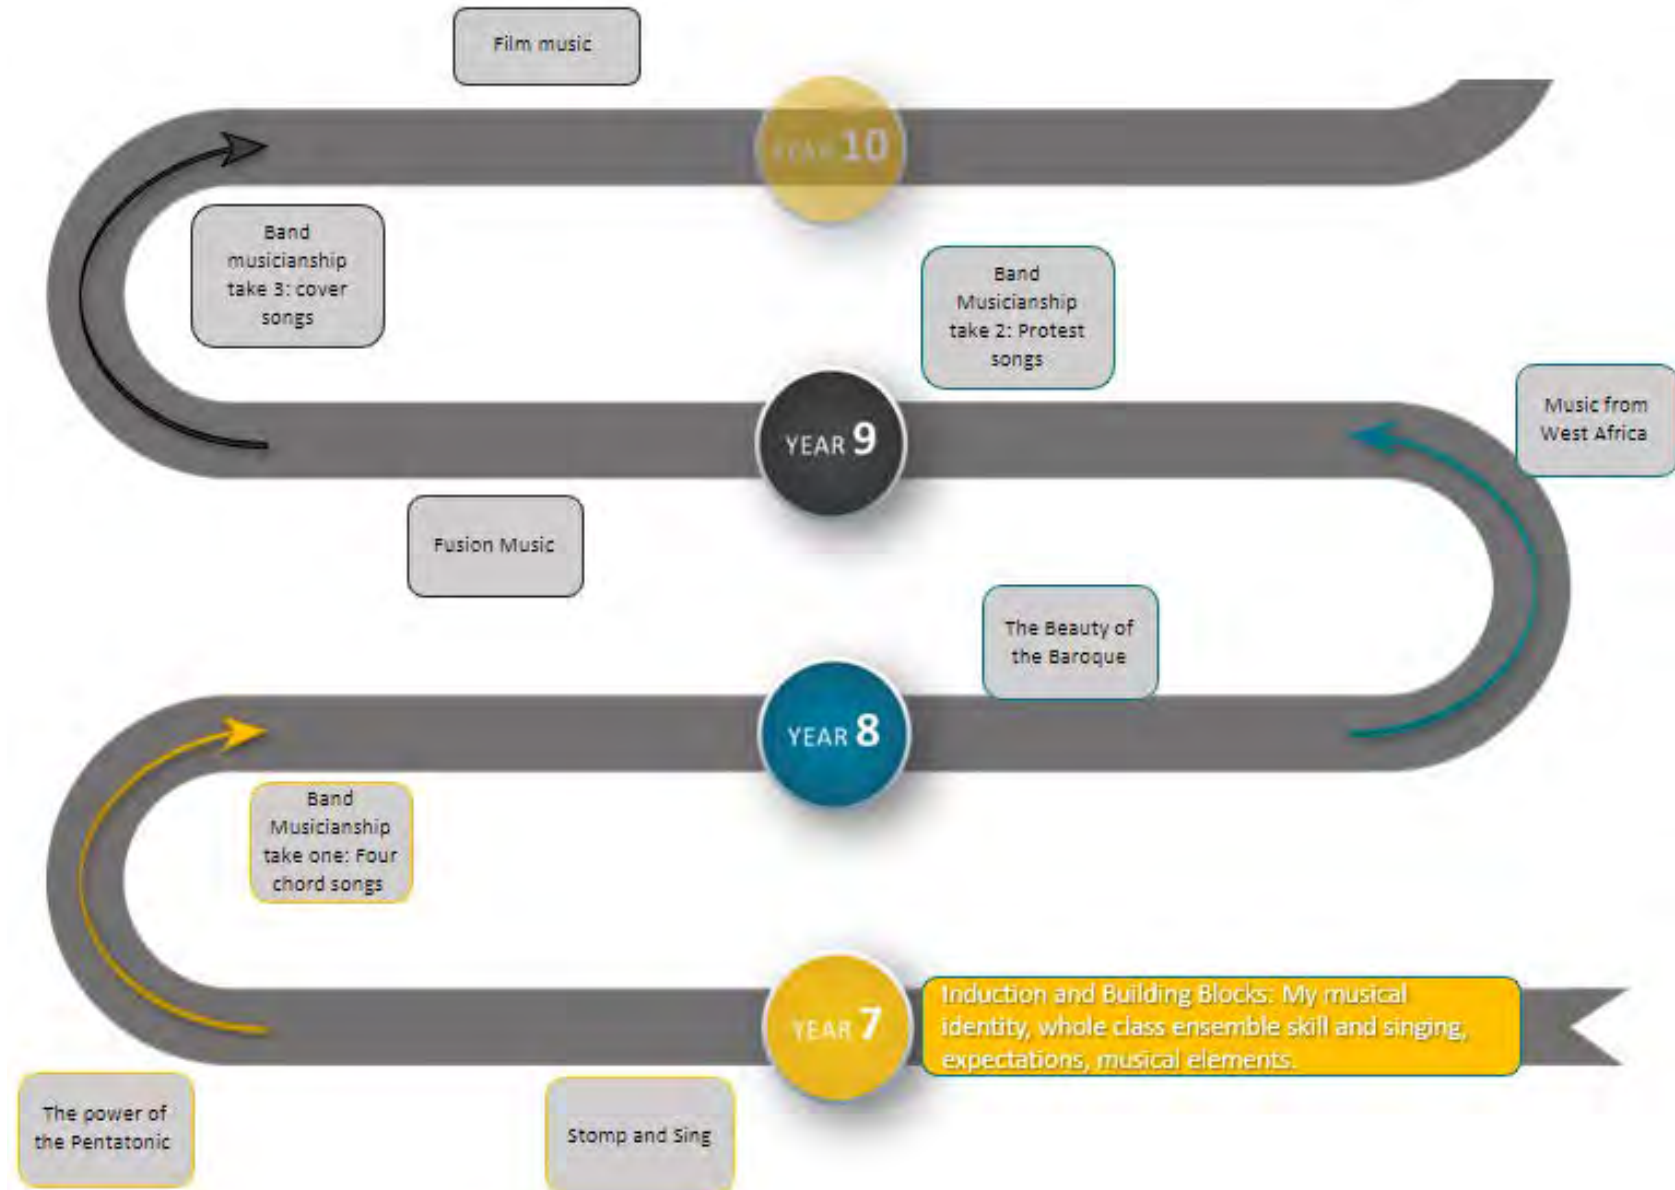 Film music
YEAR 10
Band
musicianship
take 3: cover
songs
Band
Musicianship
take 2: Protest
songs
Music from
West Africa
YEAR 9
Fusion Music
The Beauty of
the Baroque
YEAR 8
Band
Musicianship
take one: Four
chord songs
YEAR 7
Induction and Building Blocks: My musical
identity, whole class ensemble skill and singing,
expectations, musical elements.
The power of
the Pentatonic
Stomp and Sing